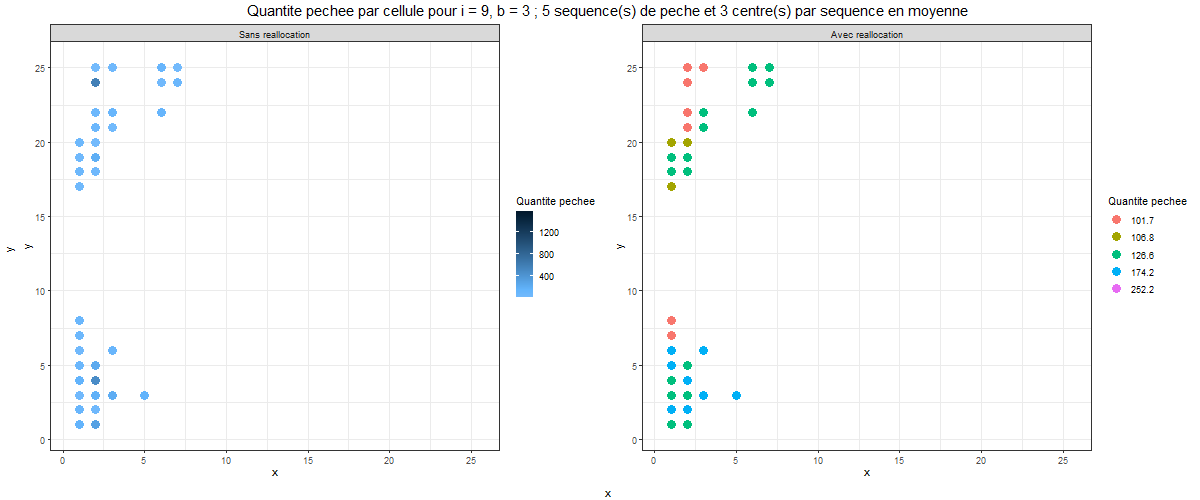 Quantite pechee par cellule pour i = 9, b = 3 ; 5 sequence(s) de peche et 3 centre(s) par sequence en moyenne
Sans reallocation
25
20
15
10
5
0
y
y
0 5 10 15 20 25
x
Quantite pechee
1200
800
400
Avec reallocation
25
20
15
10
5
0
y
0 5 10 15 20 25
x
Quantite pechee
101.7
106.8
126.6
174.2
252.2
x